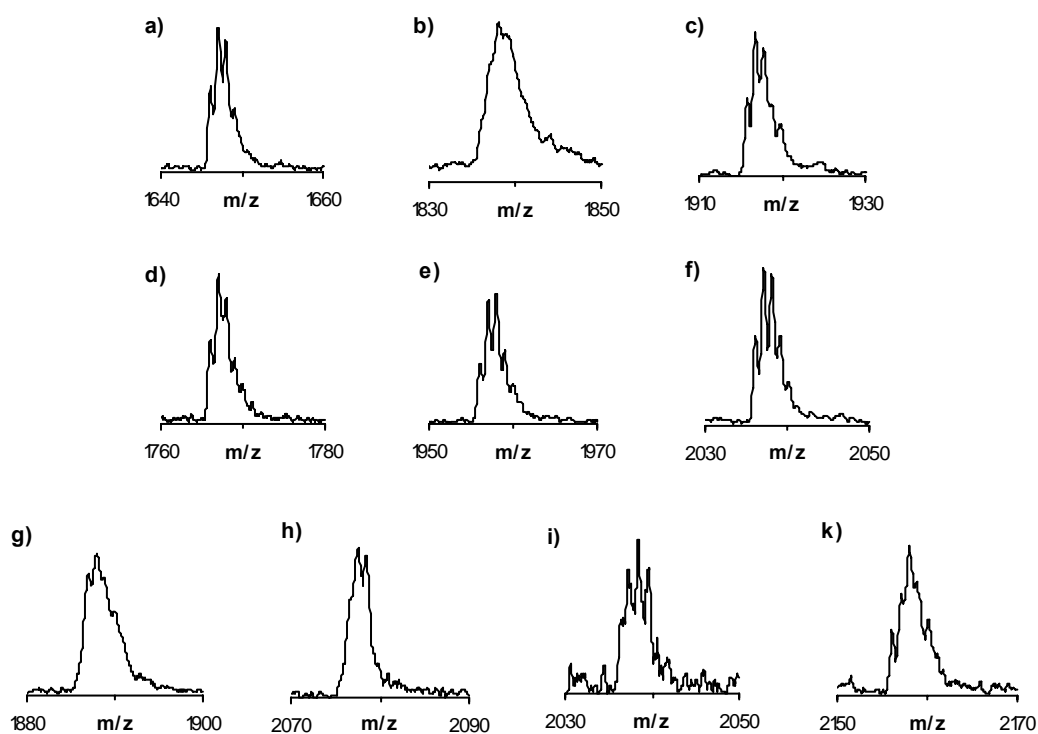 a)
b)
c)
1640 m/z 1660
1830 m/z 1850
1910 m/z 1930
d)
e)
f)
1760 m/z 1780
1950 m/z 1970
2030 m/z 2050
g)
h)
i)
k)
1880 m/z 1900
2070 m/z 2090
2030 m/z 2050
2150 m/z 2170